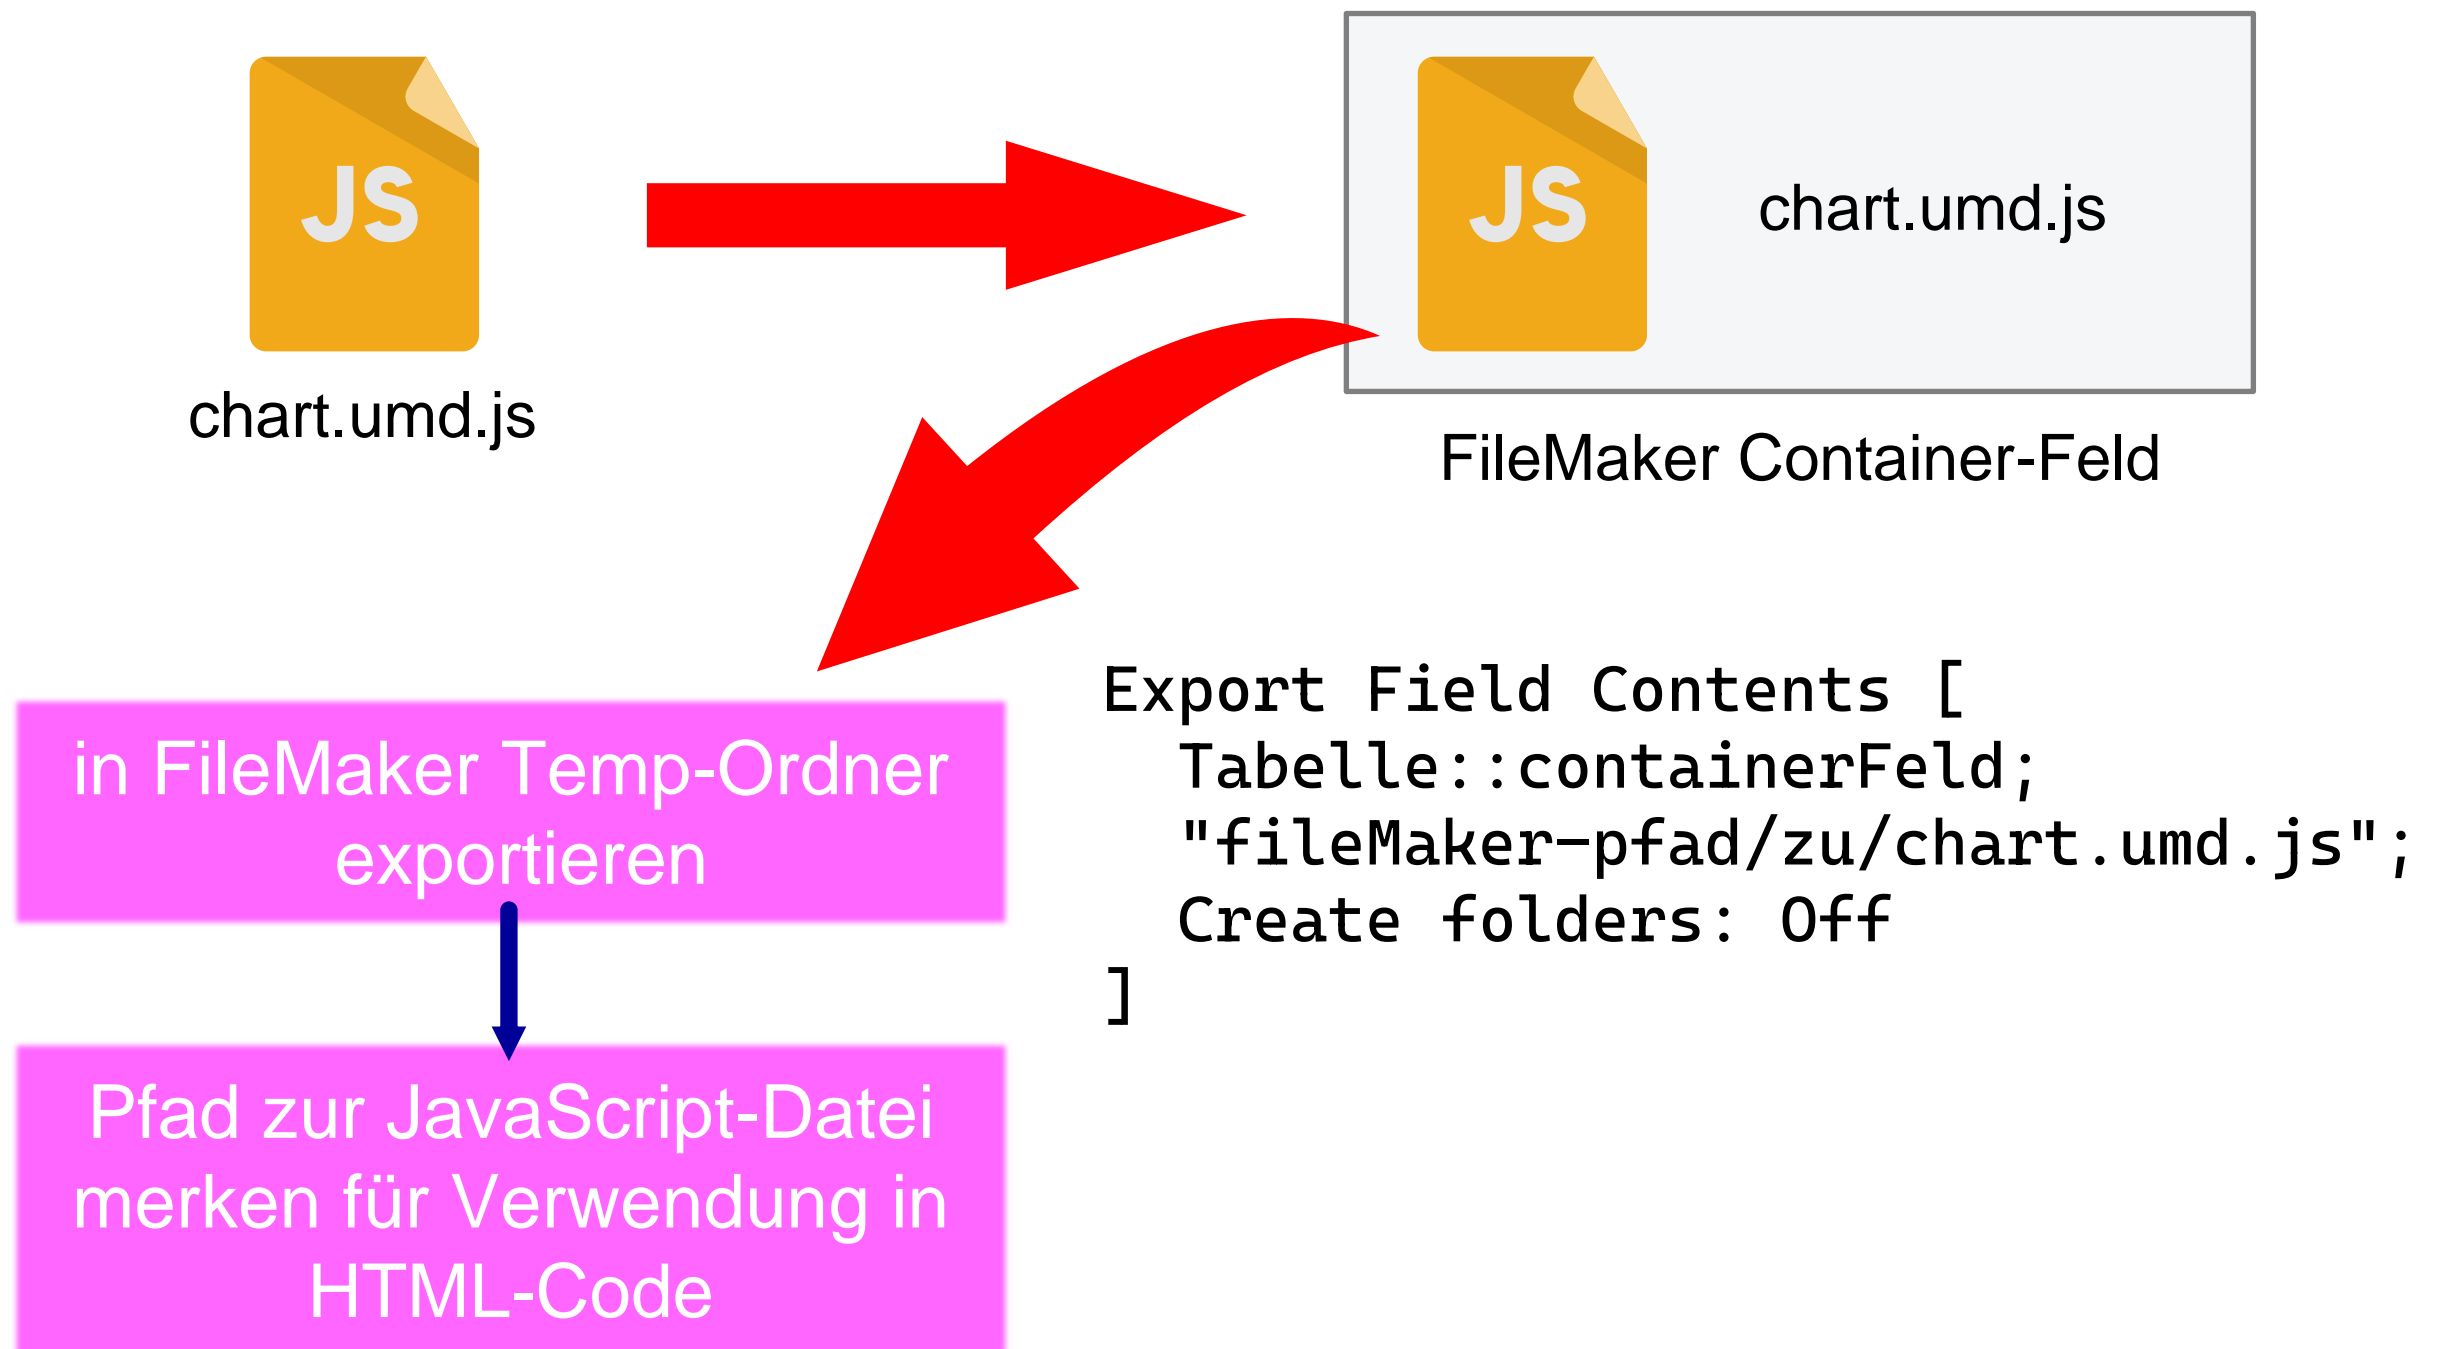 JS
chart.umd.js
JS
chart.umd.js
FileMaker Container-Feld
in FileMaker Temp-Ordner
exportieren
Pfad zur JavaScript-Datei
merken für Verwendung in
HTML-Code
Export Field Contents [
  Tabelle::containerFeld;
  "fileMaker-pfad/zu/chart.umd.js";
  Create folders: Off
]